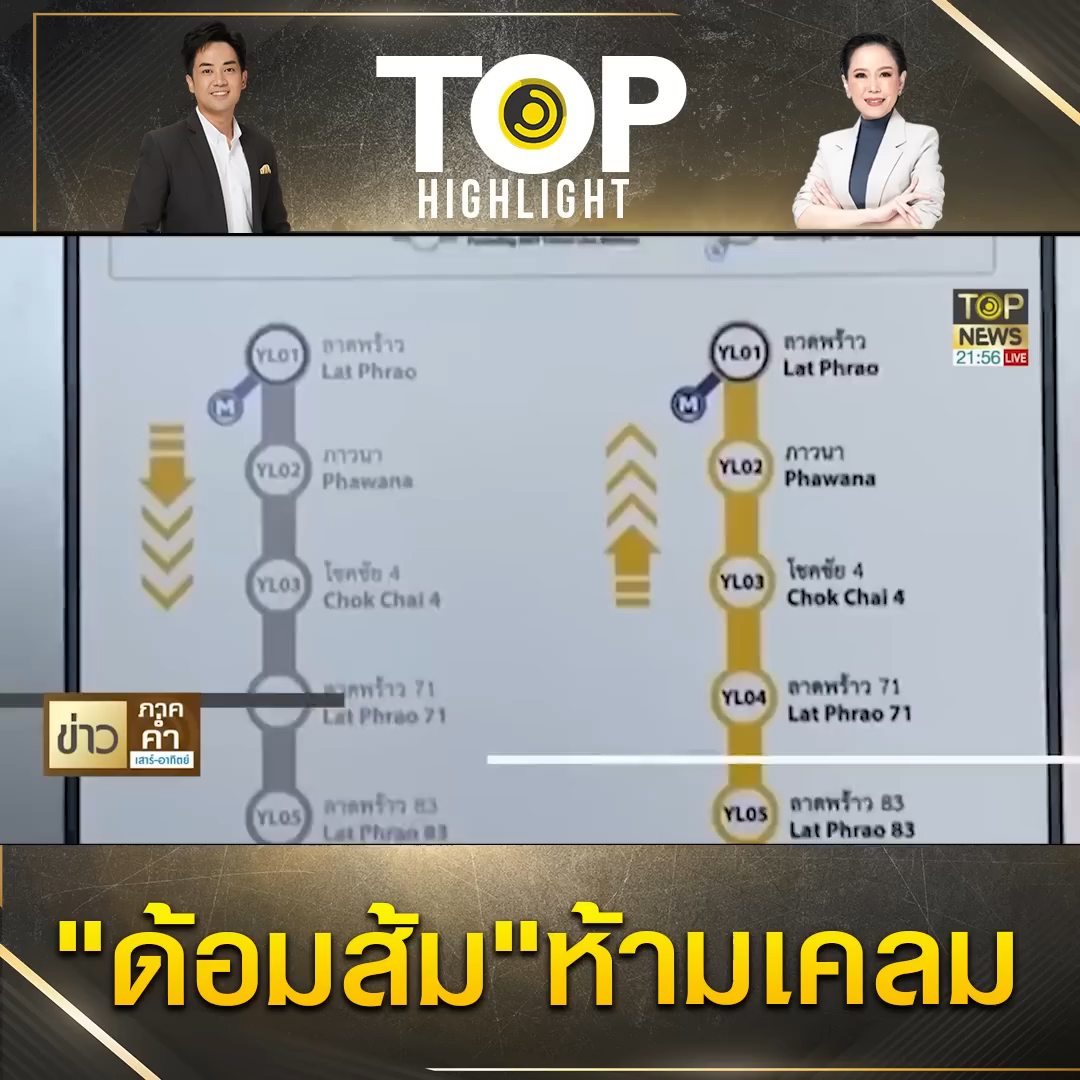 TOP
HIGHLIGHT
TOP
NEWS
21:56 LIVE
YL01
ลาดพร้าว
Lat Phrao
M
YL02
ภาวนา
Phawana
YL03
โชคชัย 4
Chok Chai 4
ลาดพร้าว 71
Lat Phrao 71
YL05
ลาดพร้าว 83
Lat Phrao 83
YL01
ลาดพร้าว
Lat Phrao
M
YL02
ภาวนา
Phawana
YL03
โชคชัย 4
Chok Chai 4
YL04
ลาดพร้าว 71
Lat Phrao 71
YL05
ลาดพร้าว 83
Lat Phrao 83
ข่าว
ภาค
ค่ำ
เสาร์-อาทิตย์
"ด้อมส้ม"ห้ามเคลม